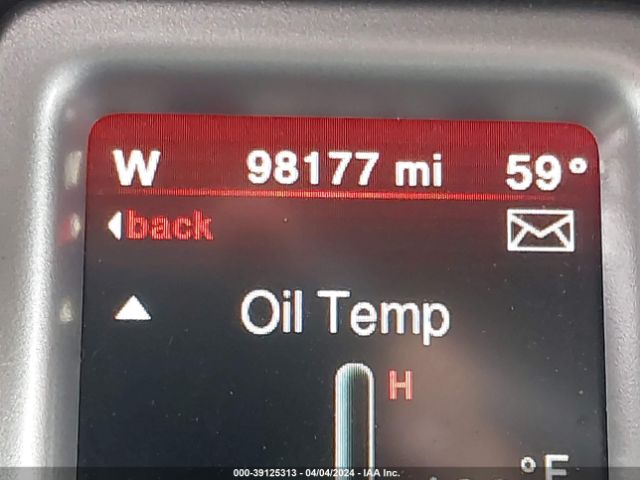 W 98177 mi 59°
back
Oil Temp
H
°F
000-39125313 - 04/04/2024 - IAA Inc.